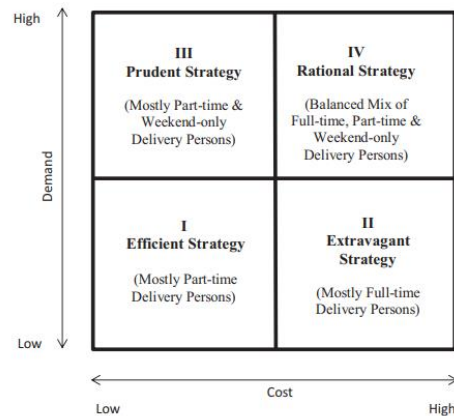 High
III
Prudent Strategy
(Mostly Part-time &
Weekend-only
Delivery Persons)
IV
Rational Strategy
(Balanced Mix of
Full-time, Part-time &
Weekend-only
Delivery Persons)
Demand
I
Efficient Strategy
(Mostly Part-time
Delivery Persons)
II
Extravagant
Strategy
(Mostly Full-time
Delivery Persons)
Low
Cost
Low
High